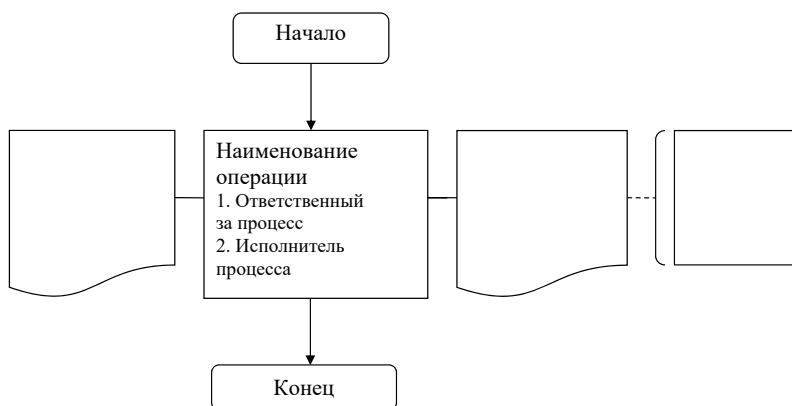 Начало
Наименование
операции
1. Ответственный
за процесс
2. Исполнитель
процесса
Конец